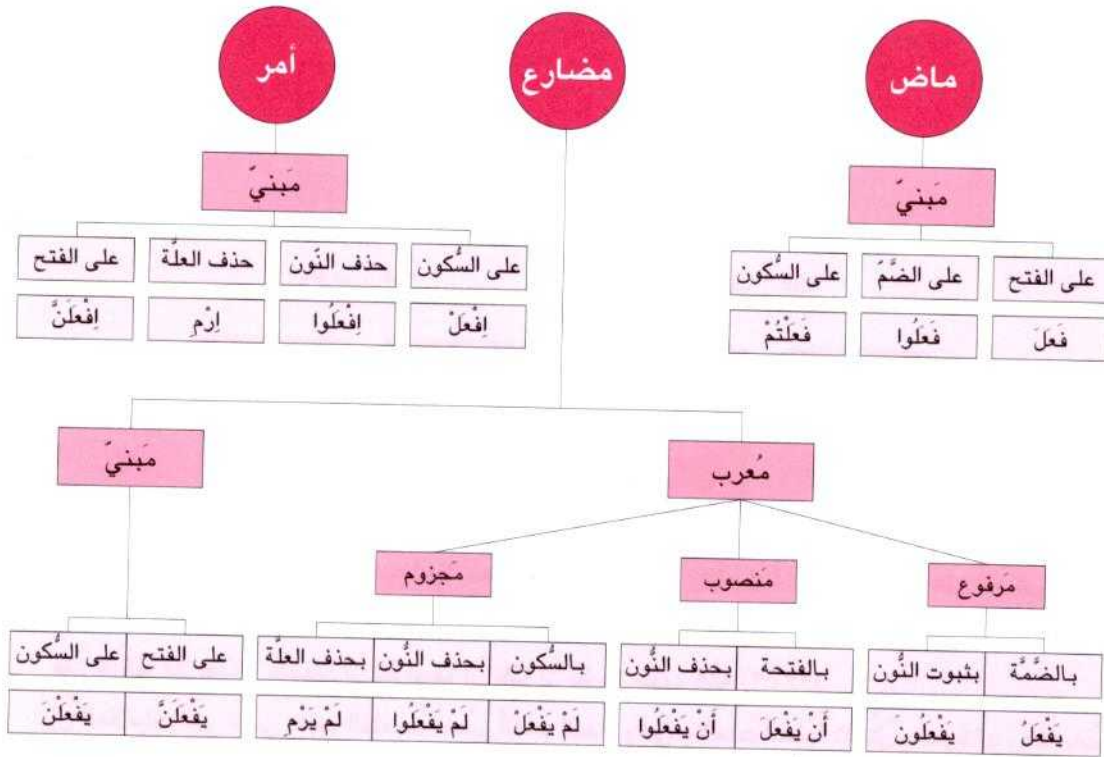 ماض
مضارع
أمر
مَبنيّ
مَبنيّ
على الفتح
على الضَّمّ
على السُّكون
على السُّكون
حذف النّون
حذف العلَّة
على الفتح
فَعَلَ
فَعَلُوا
فَعَلْتُمْ
اِفْعَلْ
اِفْعَلُوا
اِرْمِ
اِفْعَلَنَّ
مُعرب
مَبنيّ
مَرفوع
مَنصوب
مَجزوم
بالضَّمَّة
بثبوت النُّون
بالفتحة
بحذف النُّون
بالسُّكون
بحذف النُّون
بحذف العلَّة
على الفتح
على السُّكون
يَفْعَلُ
يَفْعَلُونَ
أَنْ يَفْعَلَ
أَنْ يَفْعَلُوا
لَمْ يَفْعَلْ
لَمْ يَفْعَلُوا
لَمْ يَرْمِ
يَفْعَلَنَّ
يَفْعَلْنَ